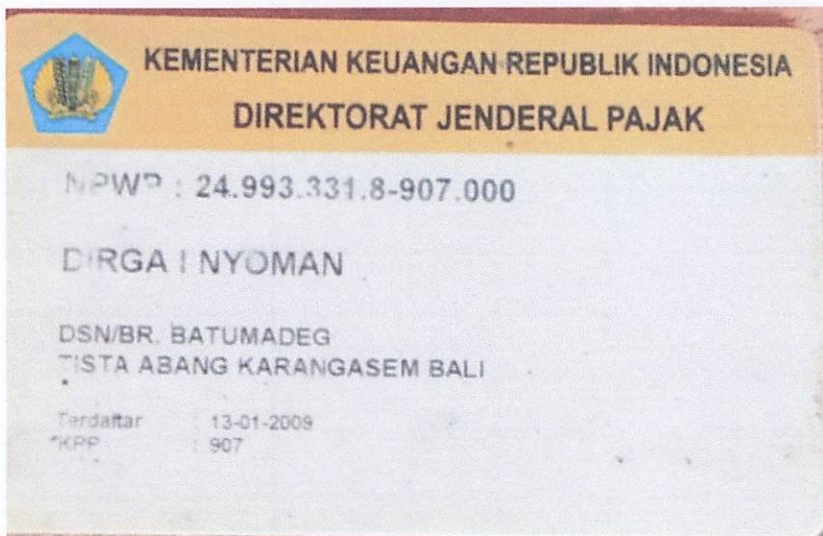 KEMENTERIAN KEUANGAN REPUBLIK INDONESIA
DIREKTORAT JENDERAL PAJAK
NPWP : 24.993.331.8-907.000
DIRGA I NYOMAN
DSN/BR. BATUMADEG
TISTA ABANG KARANGASEM BALI
Terdaftar : 13-01-2009
KPP : 907